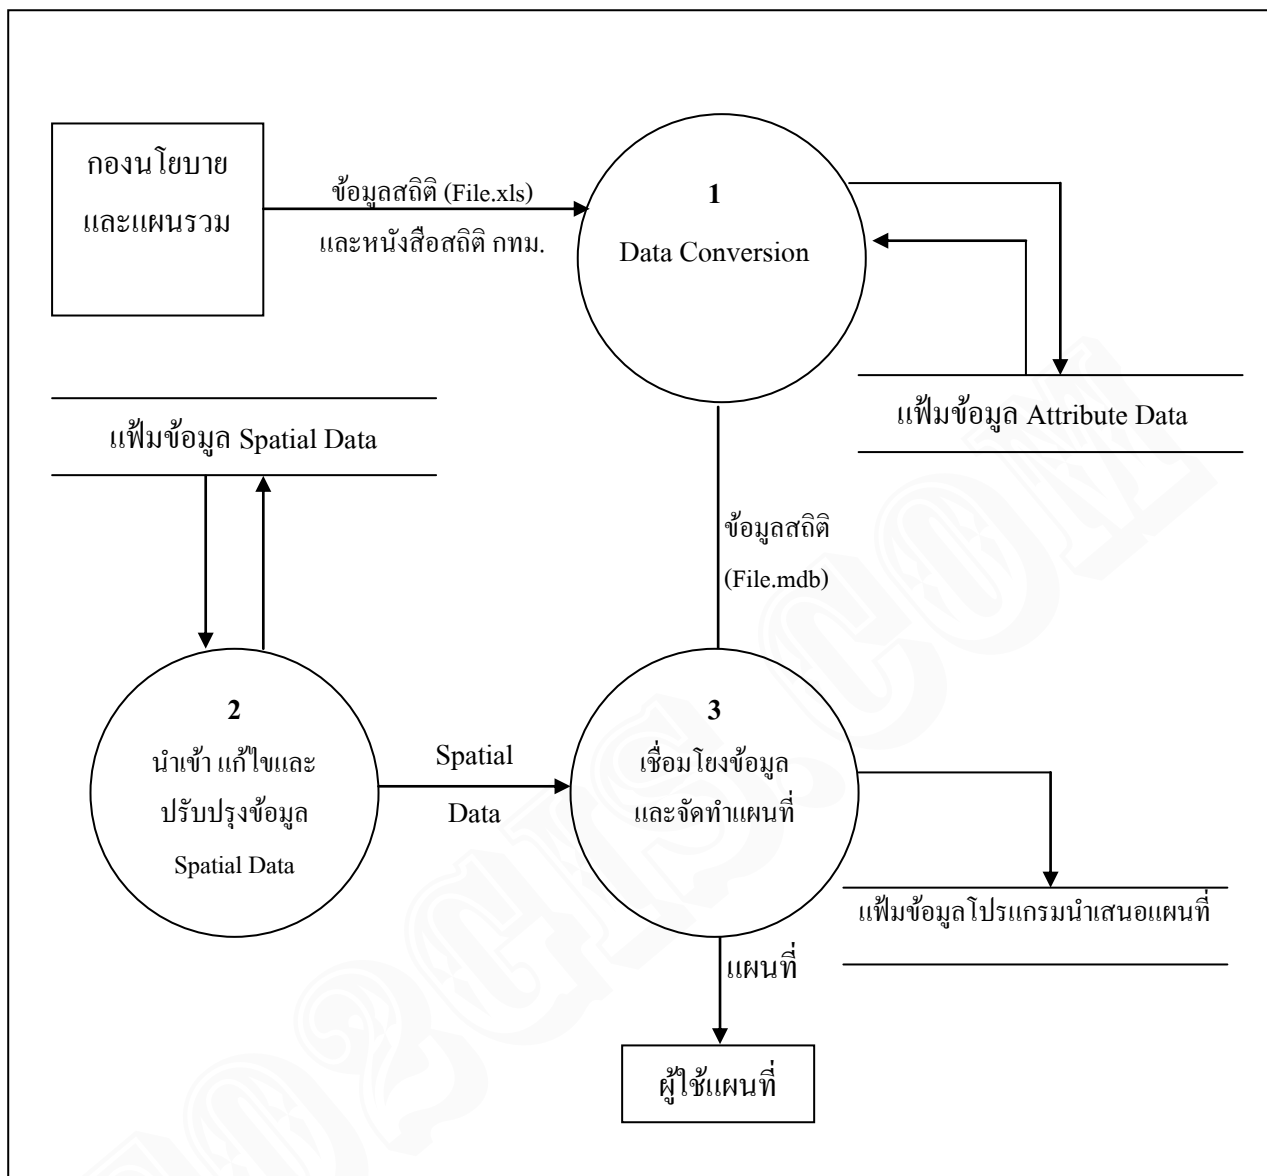 กองนโยบาย
และแผนรวม
ข้อมูลสถิติ (File.xls)
และหนังสือสถิติ กทม.
1
Data Conversion
แฟ้มข้อมูล Attribute Data
แฟ้มข้อมูล Spatial Data
ข้อมูลสถิติ
(File.mdb)
2
นำเข้า แก้ไขและ
ปรับปรุงข้อมูล
Spatial Data
Spatial
Data
3
เชื่อมโยงข้อมูล
และจัดทำแผนที่
แฟ้มข้อมูลโปรแกรมนำเสนอแผนที่
แผนที่
ผู้ใช้แผนที่